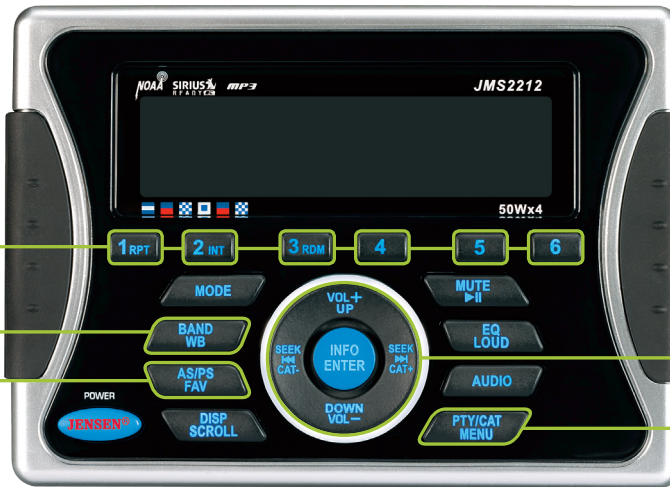 NOAA SIRIUS READY mp3 JMS2212
50Wx4
1 RPT 2 INT 3 RDM 4 5 6
MODE VOL+ UP MUTE
BAND WB EQ LOUD
SEEK CAT- INFO ENTER SEEK CAT+
AS/PS FAV AUDIO
POWER
JENSEN®
DISP SCROLL DOWN VOL- PTY/CAT MENU